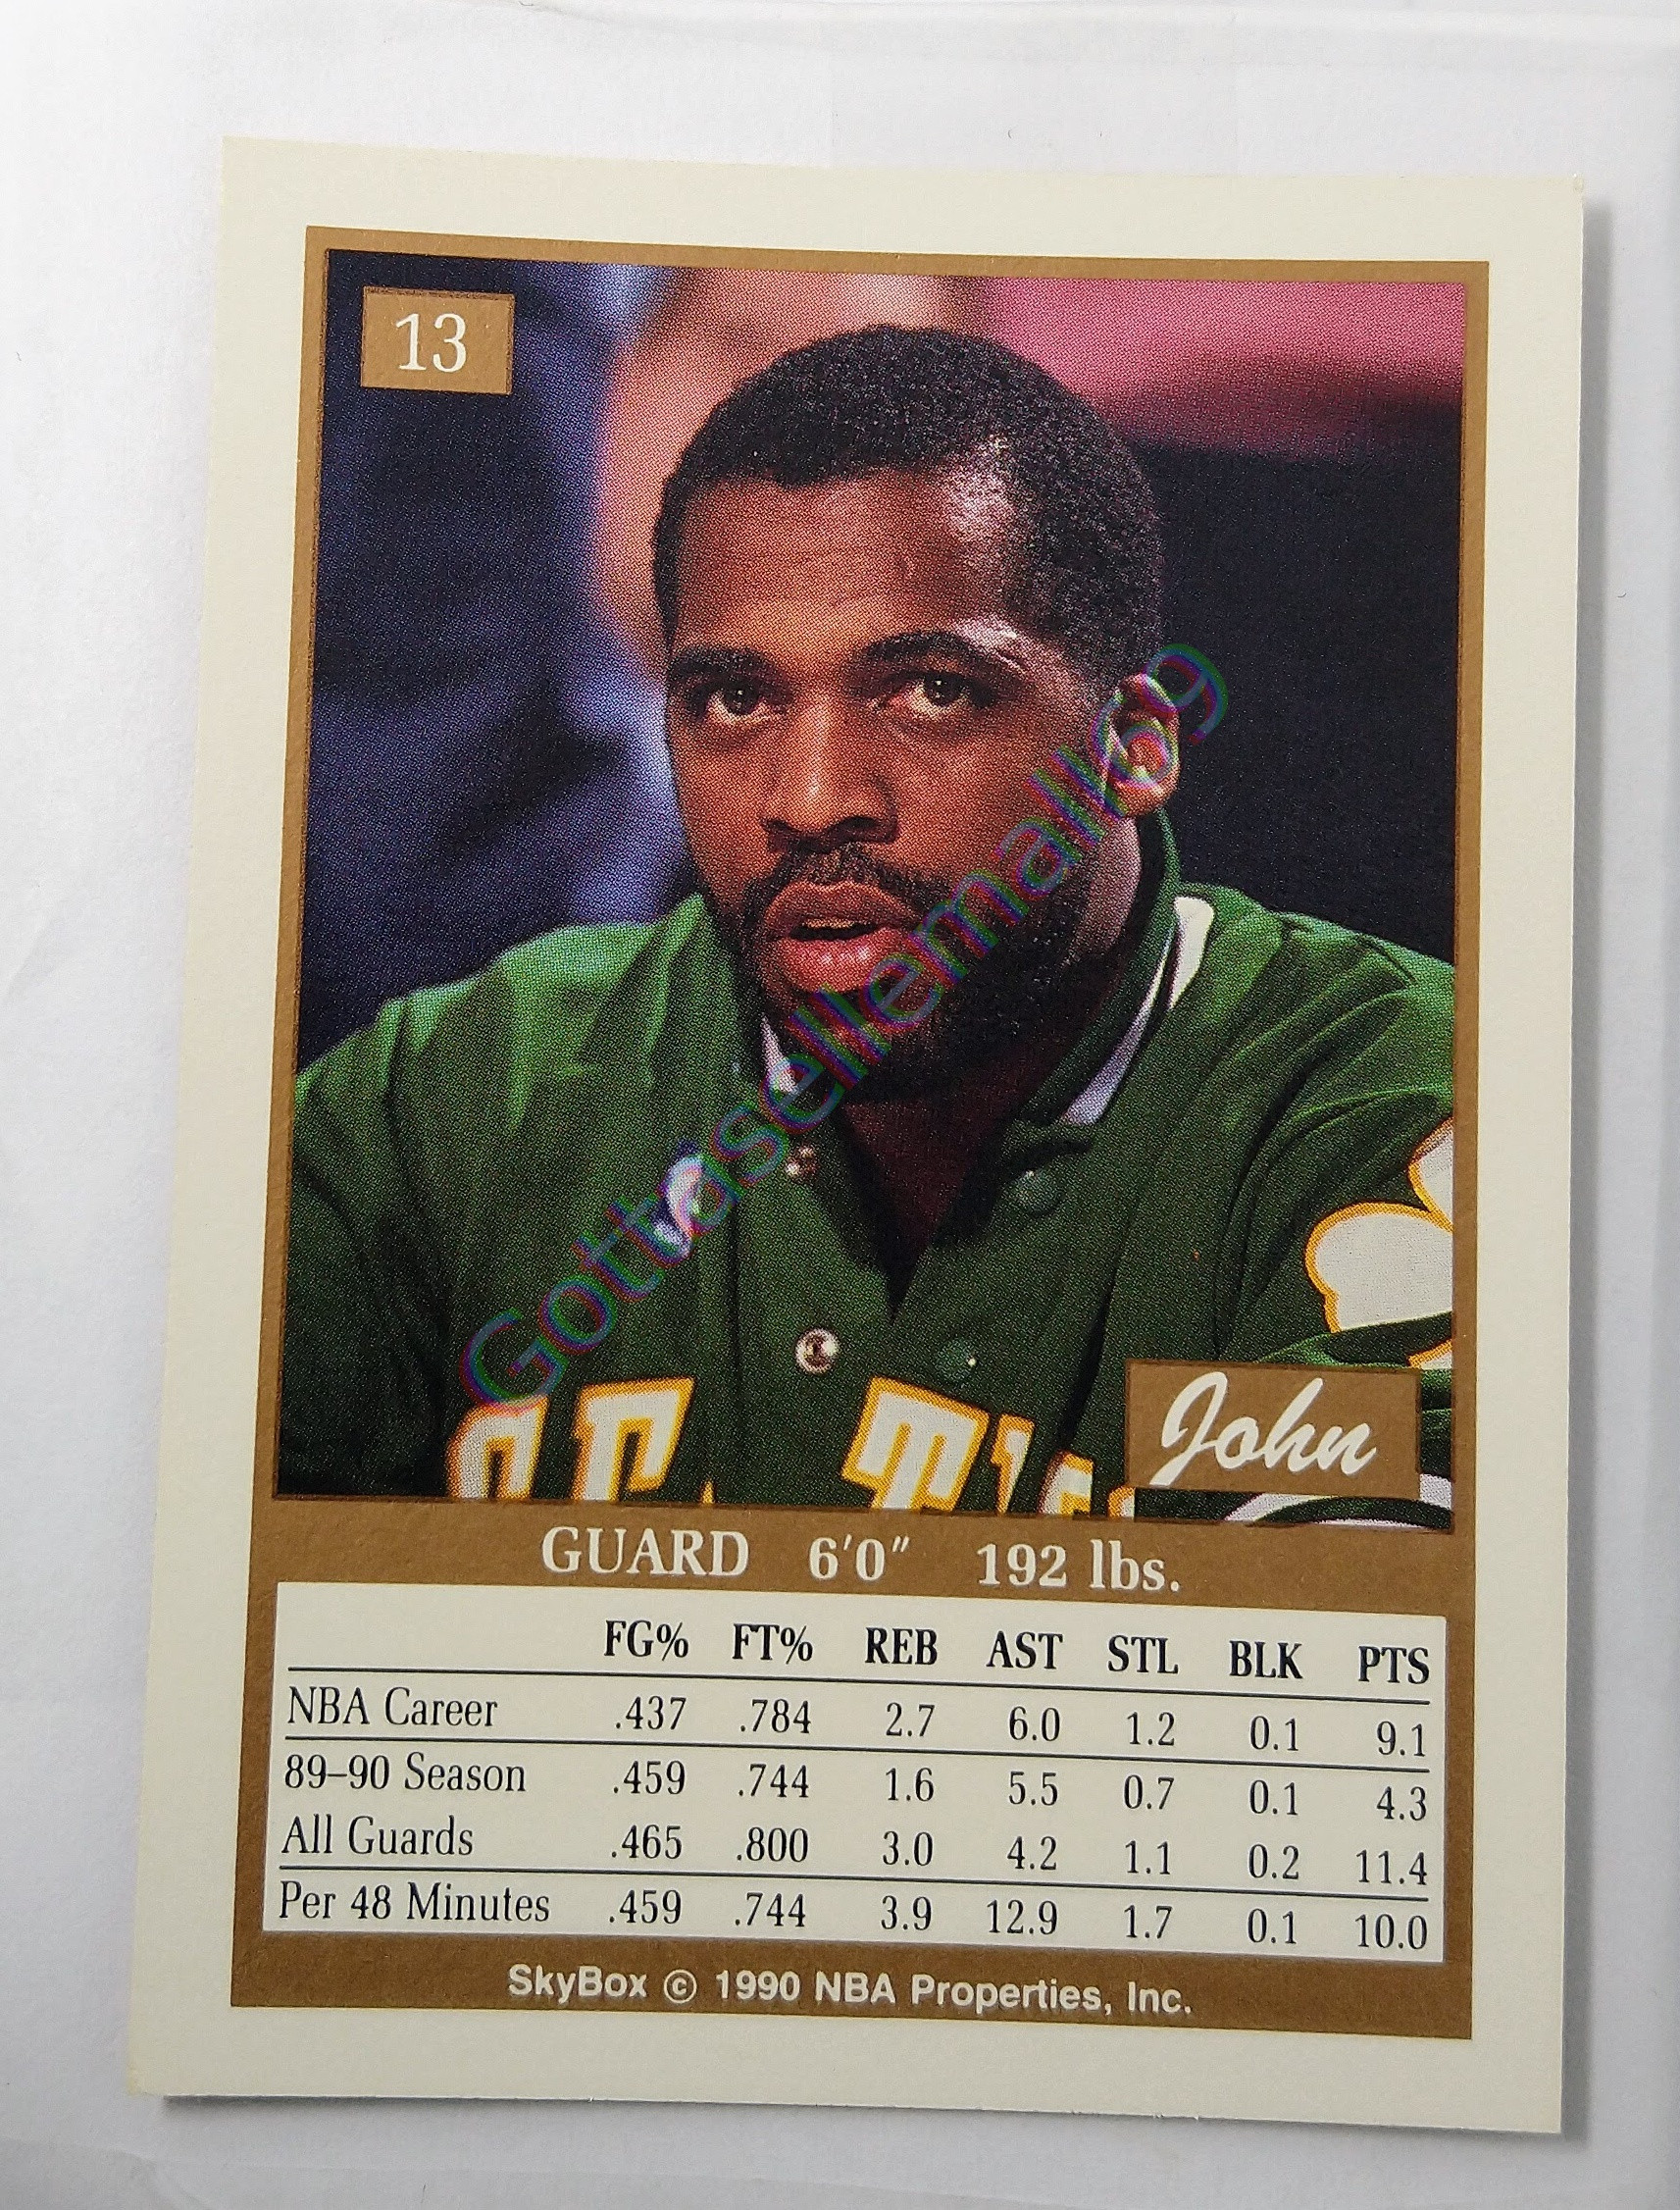 13
Gottasellemall69
CELTICS
John
GUARD 6'0" 192 lbs.
FG% FT% REB AST STL BLK PTS
NBA Career .437 .784 2.7 6.0 1.2 0.1 9.1
89–90 Season .459 .744 1.6 5.5 0.7 0.1 4.3
All Guards .465 .800 3.0 4.2 1.1 0.2 11.4
Per 48 Minutes .459 .744 3.9 12.9 1.7 0.1 10.0
SkyBox © 1990 NBA Properties, Inc.